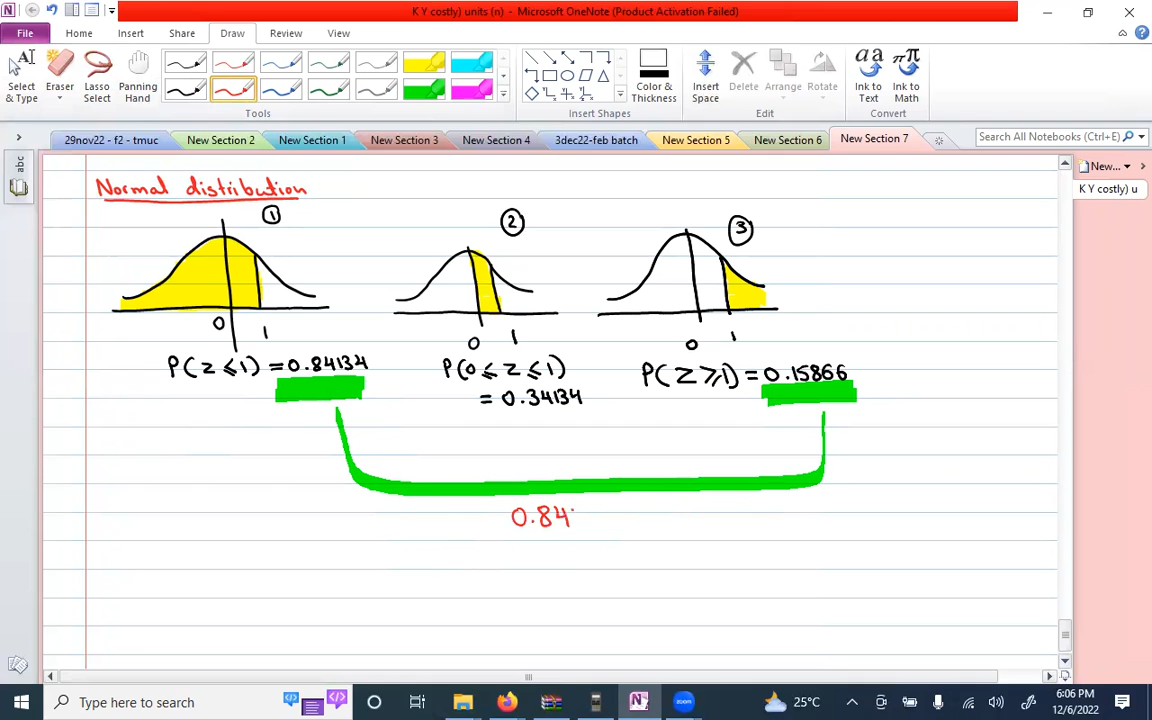 K Y costly) units (n) - Microsoft OneNote (Product Activation Failed)
File Home Insert Share Draw Review View
Select & Type
Eraser
Lasso Select
Panning Hand
Color & Thickness
Insert Space
Delete
Arrange
Rotate
Ink to Text
Ink to Math
Tools
Insert Shapes
Edit
Convert
29nov22 - f2 - tmuc New Section 2 New Section 1 New Section 3 New Section 4 3dec22-feb batch New Section 5 New Section 6 New Section 7
Search All Notebooks (Ctrl+E)
New...
K Y costly) u
abc
Normal distribution
1 2 3
0 1 0 1 0 1
P(z ⩽ 1) = 0.84134
P(0 ⩽ z ⩽ 1)
= 0.34134
P(Z ⩾ 1) = 0.15866
0.84
Type here to search
25°C
6:06 PM
12/6/2022